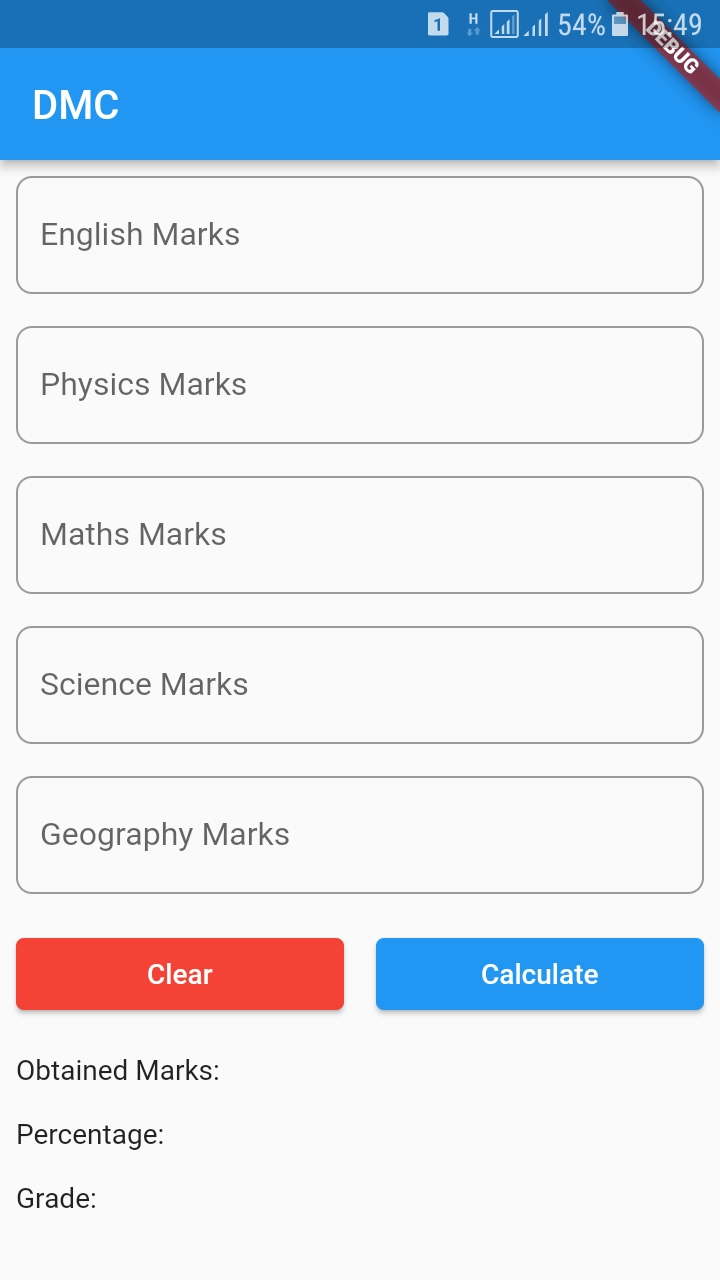 1 H 54% 15:49
DEBUG
DMC
English Marks
Physics Marks
Maths Marks
Science Marks
Geography Marks
Clear Calculate
Obtained Marks:
Percentage:
Grade: